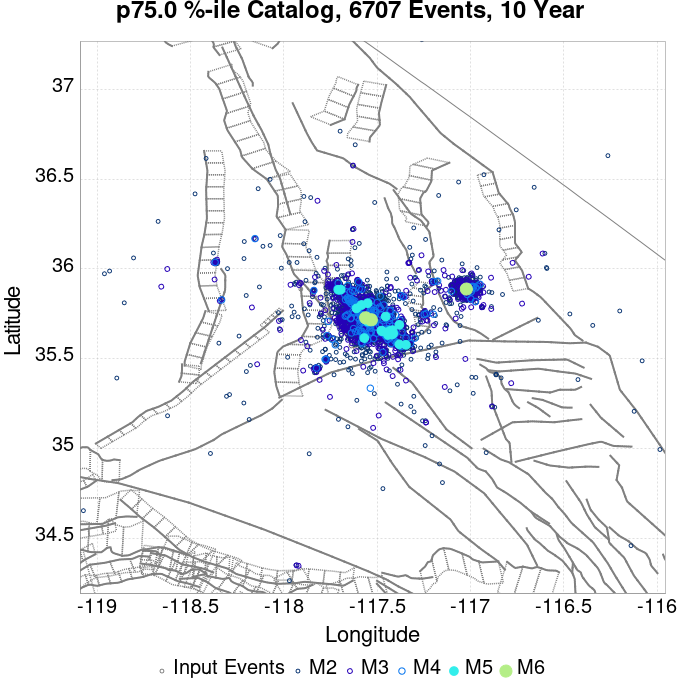 p75.0 %-ile Catalog, 6707 Events, 10 Year
37
36.5
36
35.5
35
34.5
Latitude
-119 -118.5 -118 -117.5 -117 -116.5 -116
Longitude
Input Events M2 M3 M4 M5 M6